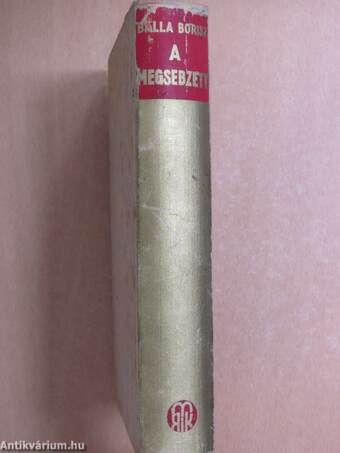 BALLA BORISZ
A
MEGSEBZETT
Antikvárium.hu